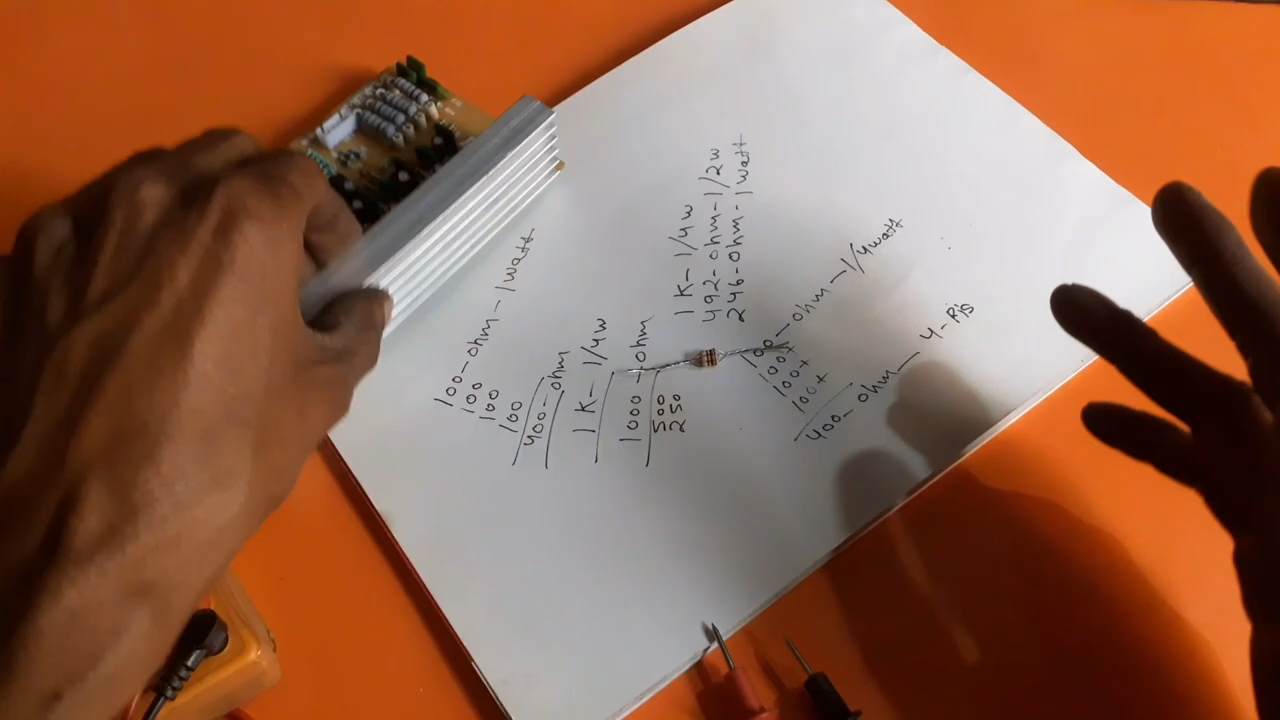 100-ohm-1watt
100
100
100
400-ohm
1K-1/4w
1000-ohm
500
250
1K-1/4w
492-ohm-1/2w
246-ohm-1watt
100-ohm-1/4watt
100+
100+
100+
400-ohm-4-Pis